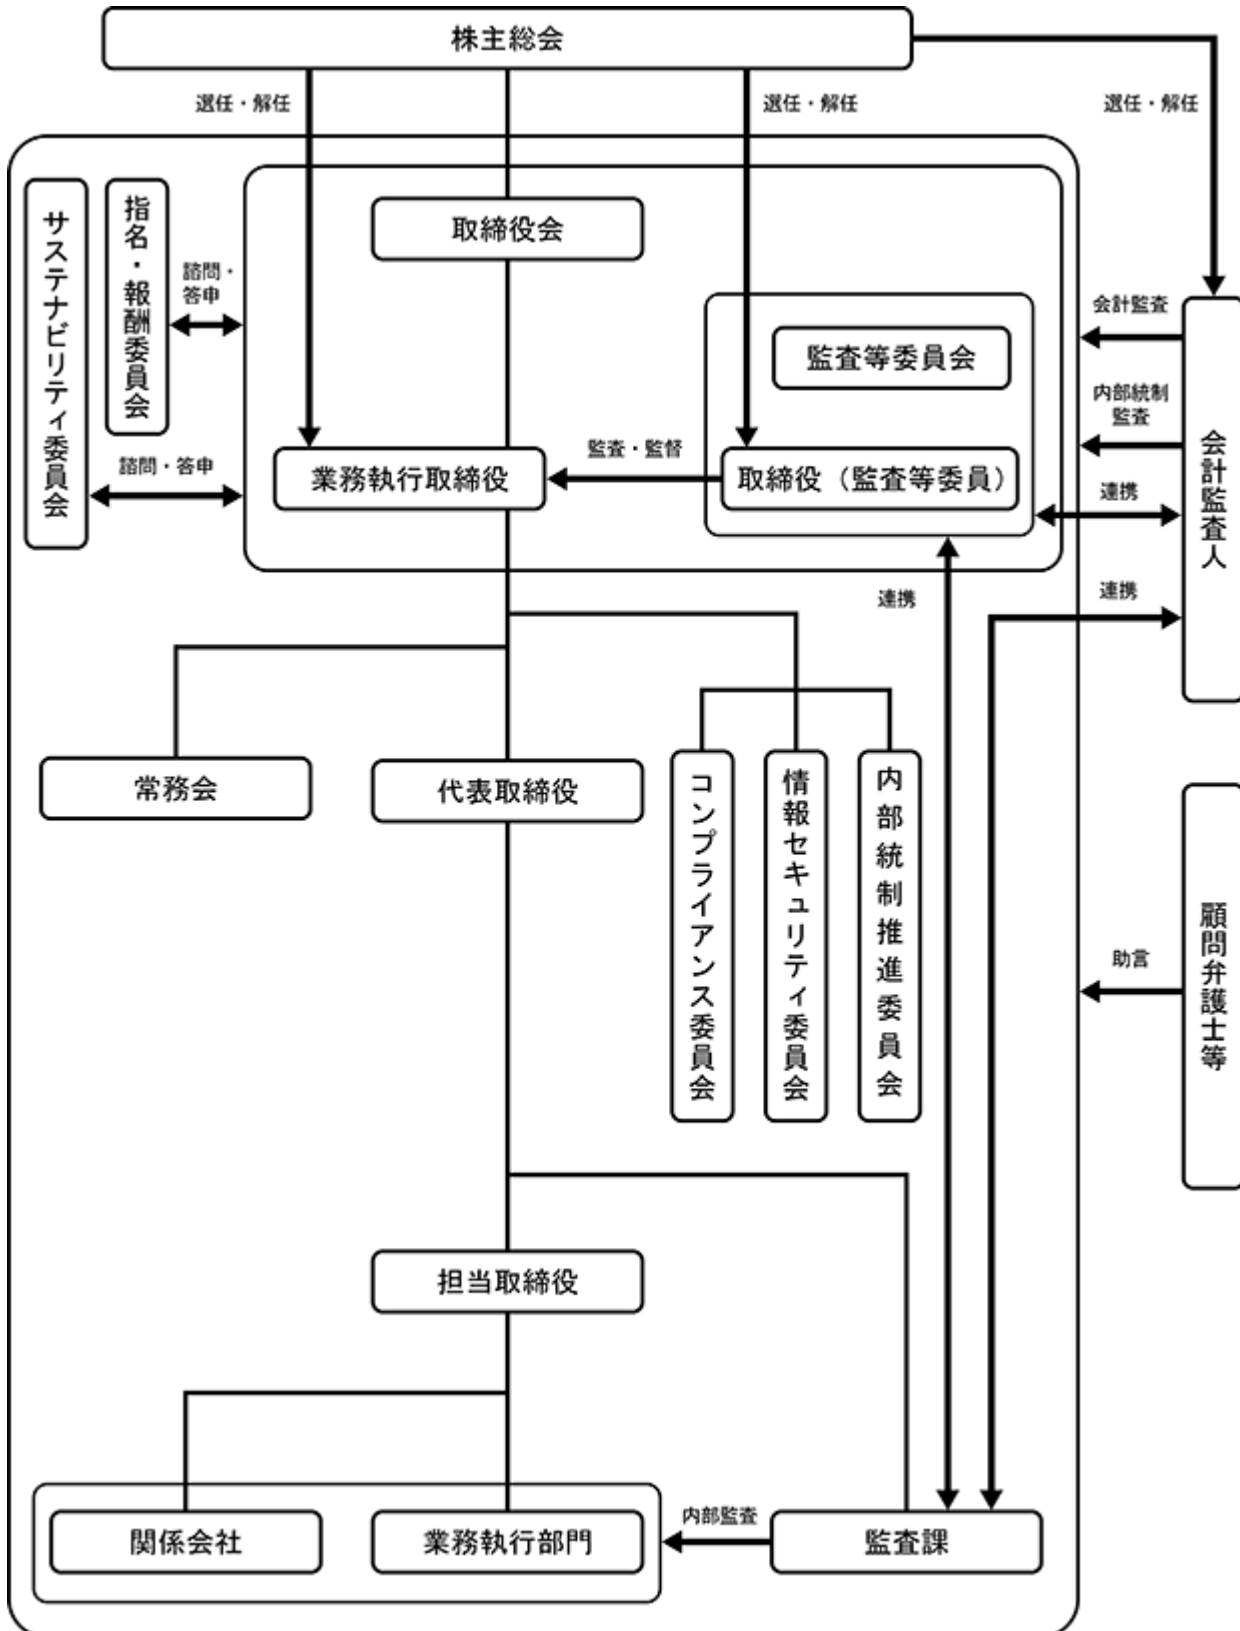 株主総会
選任・解任
選任・解任
選任・解任
取締役会
サステナビリティ委員会
指名・報酬委員会
諮問・
答申
諮問・答申
監査等委員会
業務執行取締役
監査・監督
取締役（監査等委員）
会計監査
内部統制
監査
連携
連携
会計監査人
連携
常務会
代表取締役
コンプライアンス委員会
情報セキュリティ委員会
内部統制推進委員会
助言
顧問弁護士等
担当取締役
関係会社
業務執行部門
内部監査
監査課